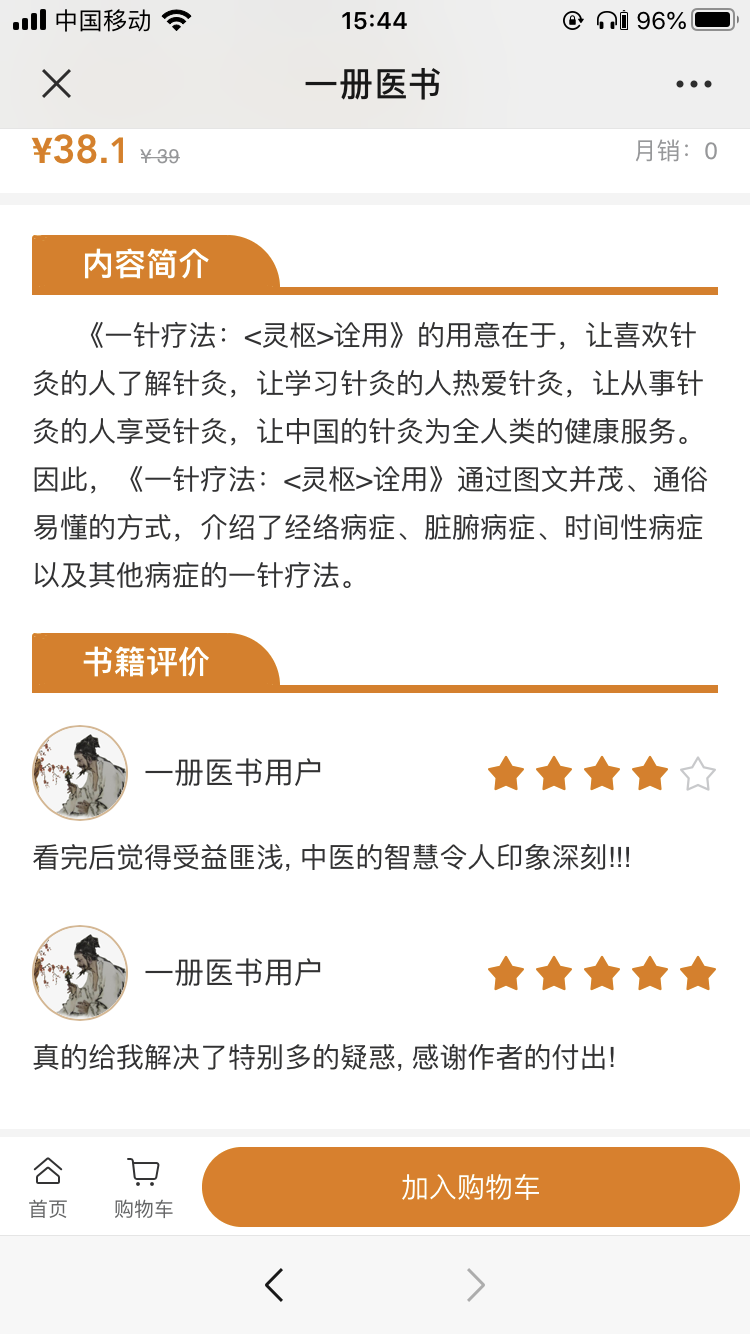 中国移动 15:44 96%
一册医书
¥38.1 ¥39 月销：0
内容简介
《一针疗法：<灵枢>诠用》的用意在于，让喜欢针
灸的人了解针灸，让学习针灸的人热爱针灸，让从事针
灸的人享受针灸，让中国的针灸为全人类的健康服务。
因此，《一针疗法：<灵枢>诠用》通过图文并茂、通俗
易懂的方式，介绍了经络病症、脏腑病症、时间性病症
以及其他病症的一针疗法。
书籍评价
一册医书用户
看完后觉得受益匪浅, 中医的智慧令人印象深刻!!!
一册医书用户
真的给我解决了特别多的疑惑, 感谢作者的付出!
首页 购物车 加入购物车